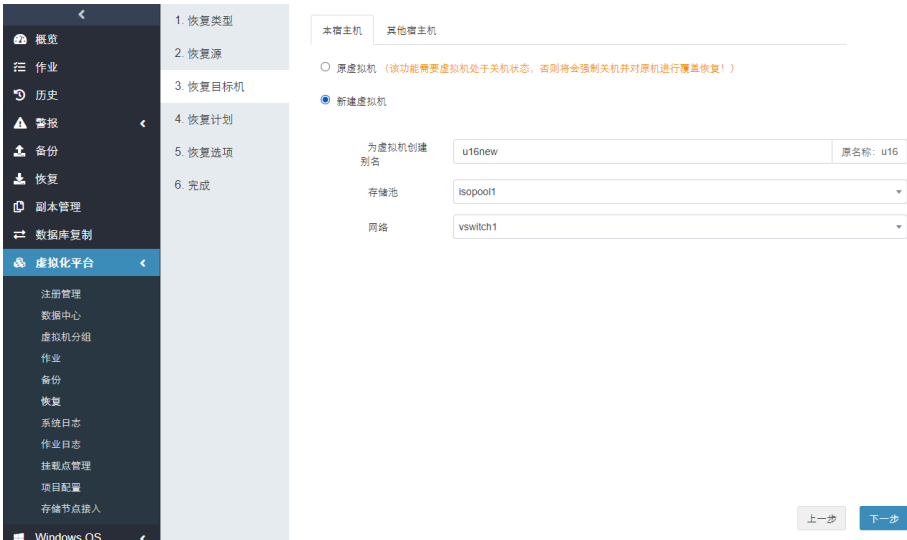 概览
作业
历史
警报
备份
恢复
副本管理
数据库复制
虚拟化平台
注册管理
数据中心
虚拟机分组
作业
备份
恢复
系统日志
作业日志
挂载点管理
项目配置
存储节点接入
Windows OS
1. 恢复类型
2. 恢复源
3. 恢复目标机
4. 恢复计划
5. 恢复选项
6. 完成
本宿主机 其他宿主机
原虚拟机 （该功能需要虚拟机处于关机状态，否则将会强制关机并对原机进行覆盖恢复！）
新建虚拟机
为虚拟机创建
别名
u16new 原名称: u16
存储池 isopool1
网络 vswitch1
上一步 下一步